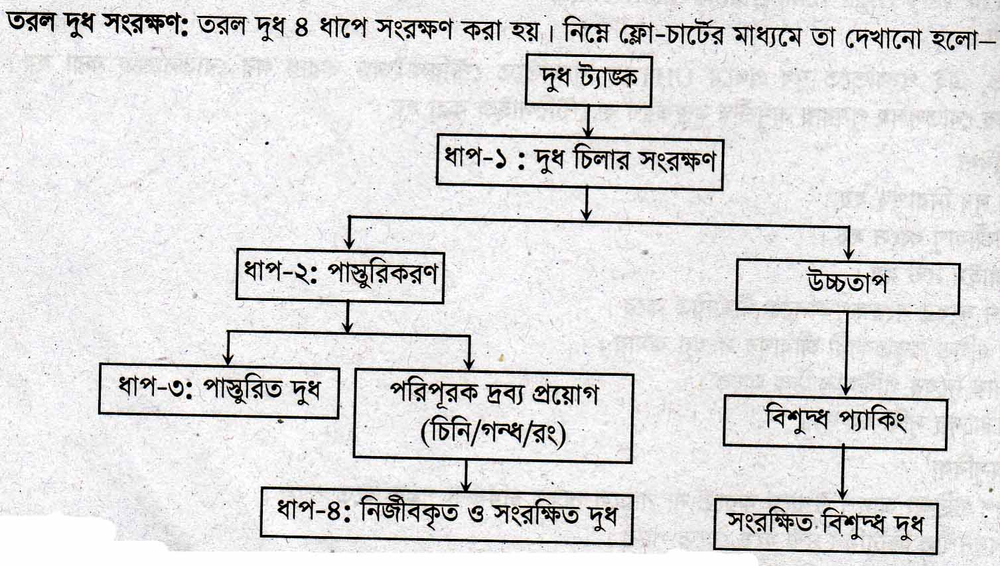 তরল দুধ সংরক্ষণ: তরল দুধ ৪ ধাপে সংরক্ষণ করা হয়। নিম্নে ফ্লো-চার্টের মাধ্যমে তা দেখানো হলো—
দুধ ট্যাঙ্ক
ধাপ-১ : দুধ চিলার সংরক্ষণ
ধাপ-২: পাস্তুরিকরণ
উচ্চতাপ
ধাপ-৩: পাস্তুরিত দুধ
পরিপূরক দ্রব্য প্রয়োগ
(চিনি/গন্ধ/রং)
বিশুদ্ধ প্যাকিং
ধাপ-৪: নির্জীবকৃত ও সংরক্ষিত দুধ
সংরক্ষিত বিশুদ্ধ দুধ